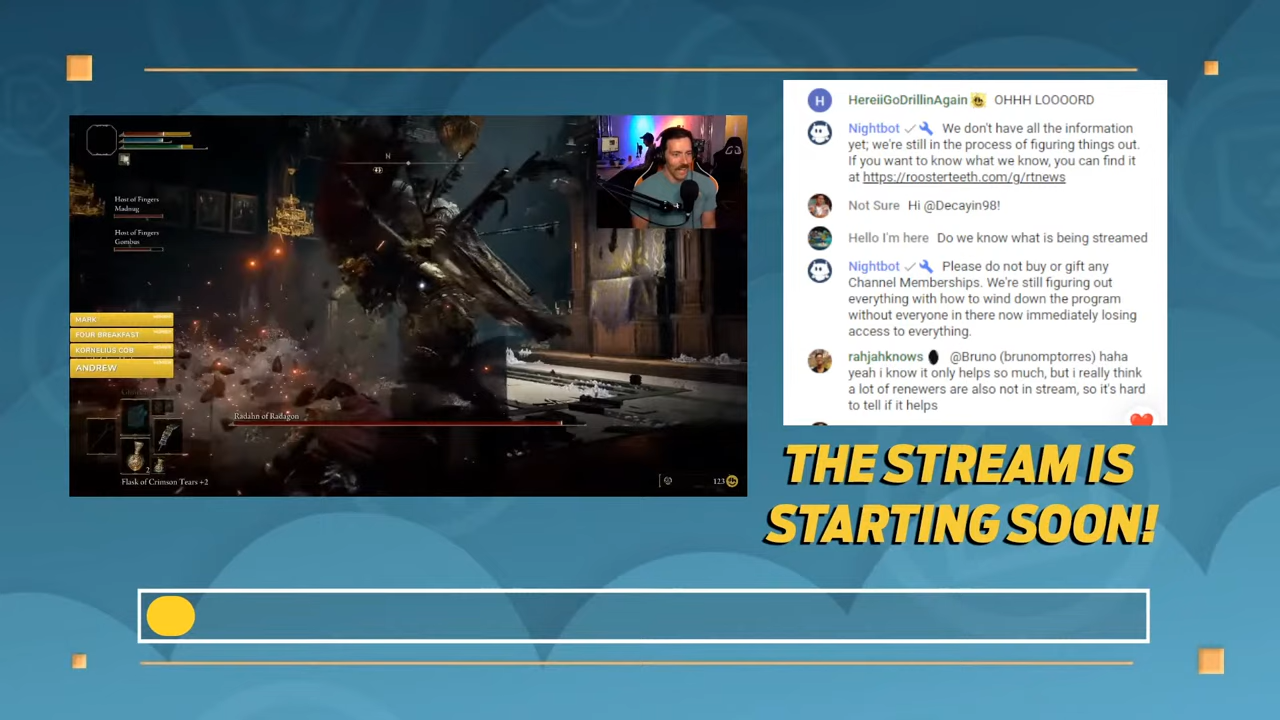 N
E
Host of Fingers
Madmug
Host of Fingers
Gombus
MARK
FOUR BREAKFAST
KORNELIUS COB
ANDREW
Radahn of Radagon
2
Flask of Crimson Tears +2
123
H
HereiiGoDrillinAgain OHHH LOOOORD
Nightbot We don't have all the information
yet; we're still in the process of figuring things out.
If you want to know what we know, you can find it
at https://roosterteeth.com/g/rtnews
Not Sure Hi @Decayin98!
Hello I'm here Do we know what is being streamed
Nightbot Please do not buy or gift any
Channel Memberships. We're still figuring out
everything with how to wind down the program
without everyone in there now immediately losing
access to everything.
rahjahknows @Bruno (brunomptorres) haha
yeah i know it only helps so much, but i really think
a lot of renewers are also not in stream, so it's hard
to tell if it helps
THE STREAM IS
STARTING SOON!